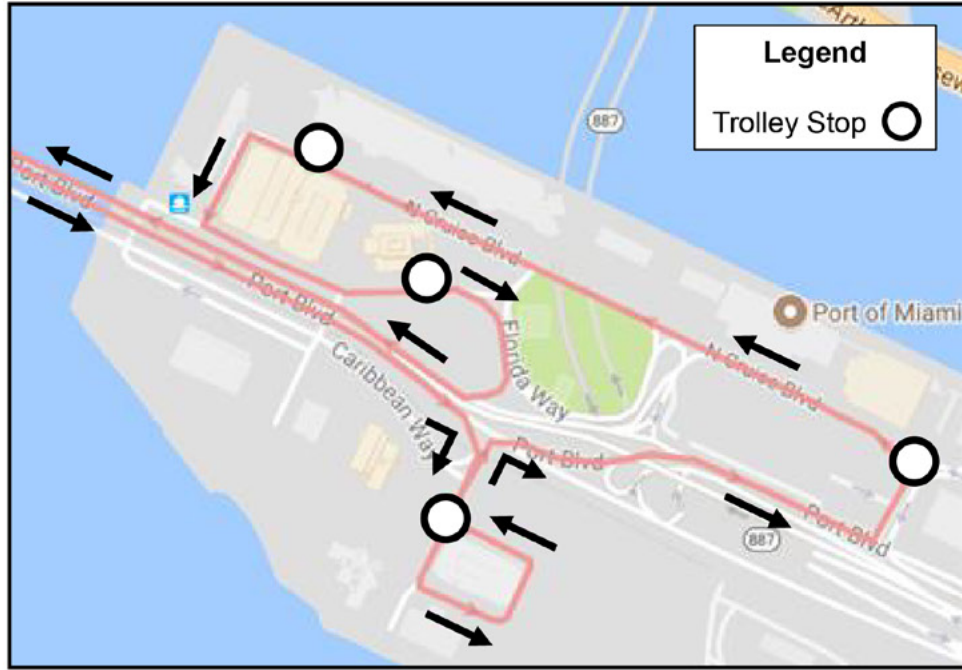 Legend
Trolley Stop
887
Port Blvd
N Cruise Blvd
Port of Miami
Port Blvd
Florida Way
N Cruise Blvd
Caribbean Way
Port Blvd
Port Blvd
887